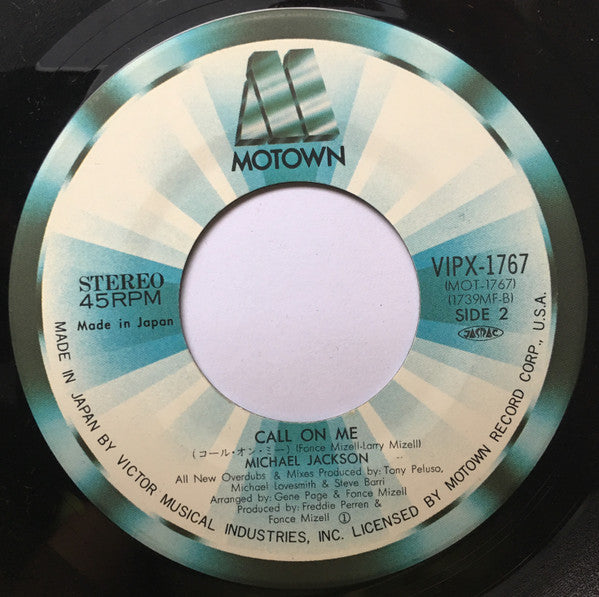 MOTOWN
STEREO
45RPM
Made in Japan
VIPX-1767
(MOT-1767)
(1739MF-B)
SIDE 2
JASRAC
CALL ON ME
(コール・オン・ミー) (Fonce Mizell-Larry Mizell)
MICHAEL JACKSON
All New Overdubs & Mixes Produced by: Tony Peluso,
Michael Lovesmith & Steve Barri
Arranged by: Gene Page & Fonce Mizell
Produced by: Freddie Perren &
Fonce Mizell ①
MADE IN JAPAN BY VICTOR MUSICAL INDUSTRIES, INC. LICENSED BY MOTOWN RECORD CORP., U.S.A.